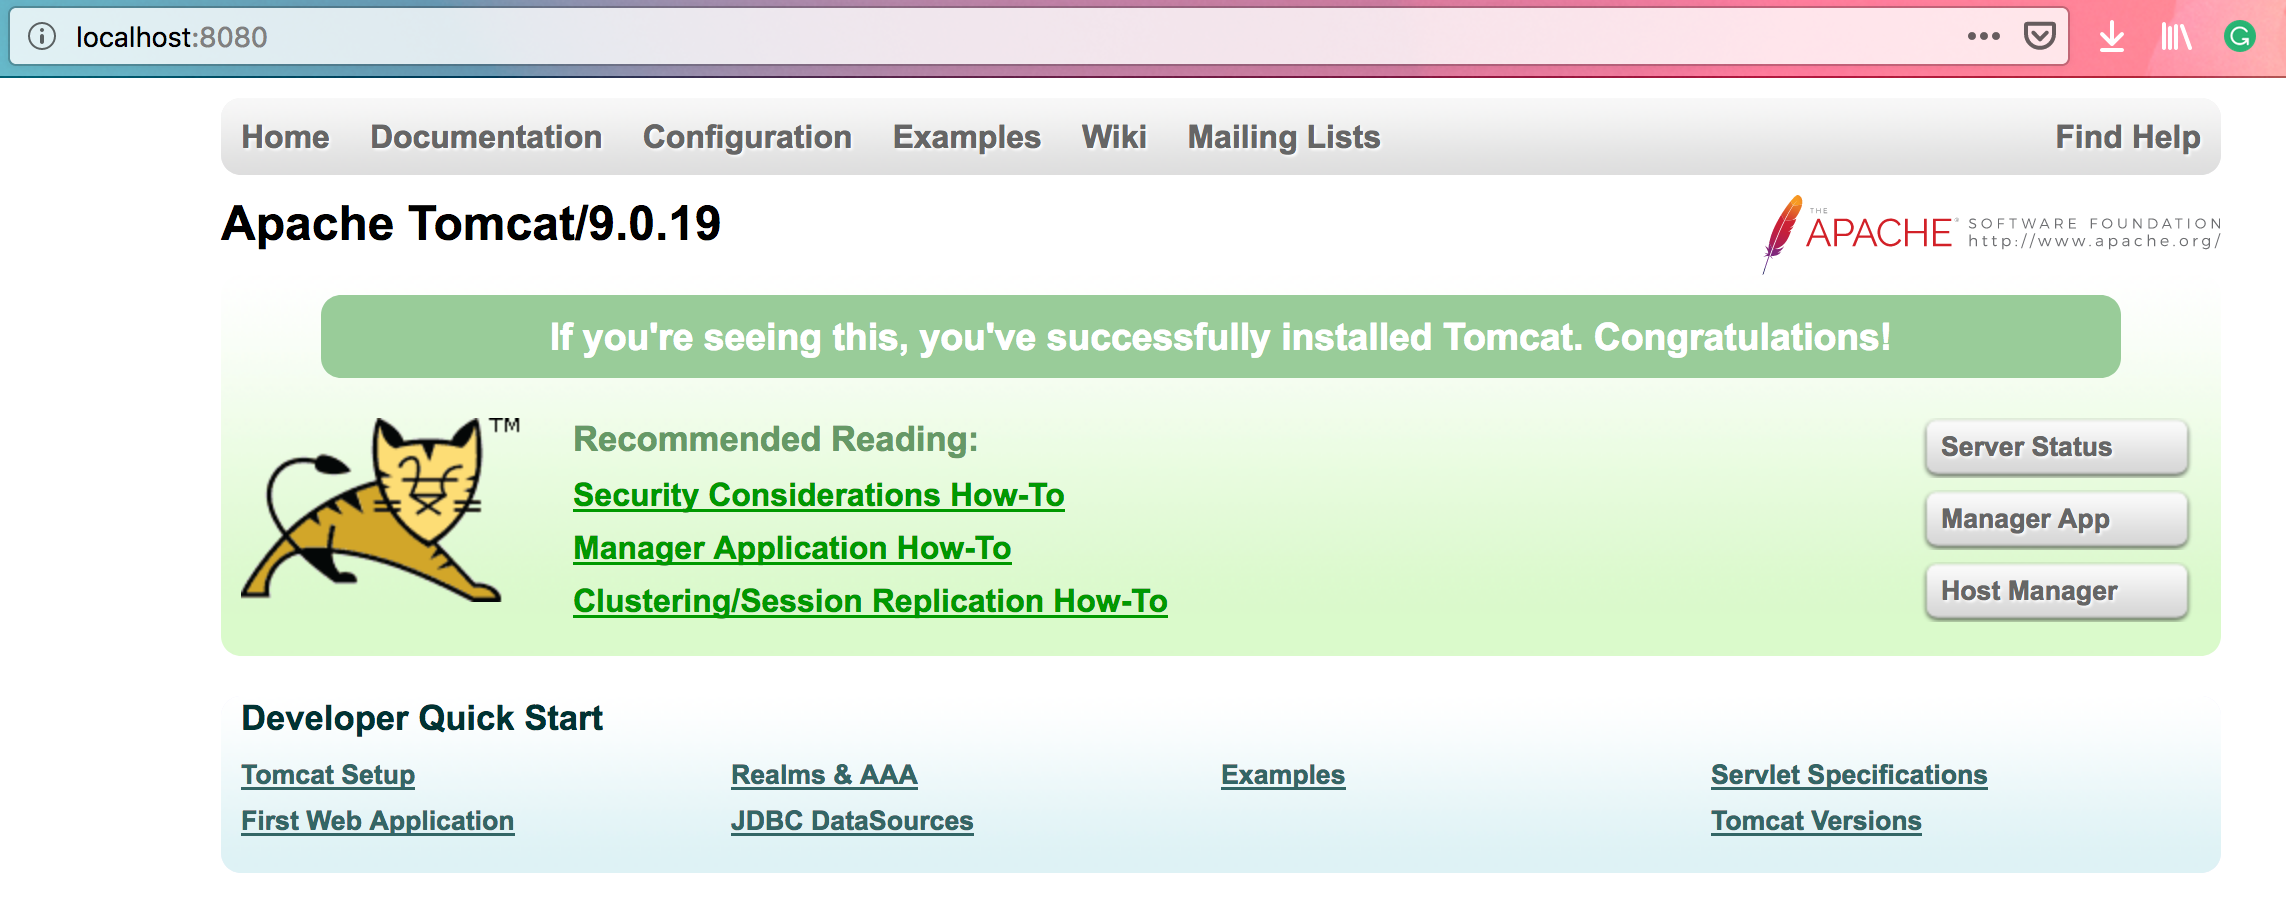 localhost:8080
Home Documentation Configuration Examples Wiki Mailing Lists Find Help
Apache Tomcat/9.0.19
THE APACHE® SOFTWARE FOUNDATION
http://www.apache.org/
If you're seeing this, you've successfully installed Tomcat. Congratulations!
TM
Recommended Reading:
Security Considerations How-To
Manager Application How-To
Clustering/Session Replication How-To
Server Status
Manager App
Host Manager
Developer Quick Start
Tomcat Setup Realms & AAA Examples Servlet Specifications
First Web Application JDBC DataSources Tomcat Versions